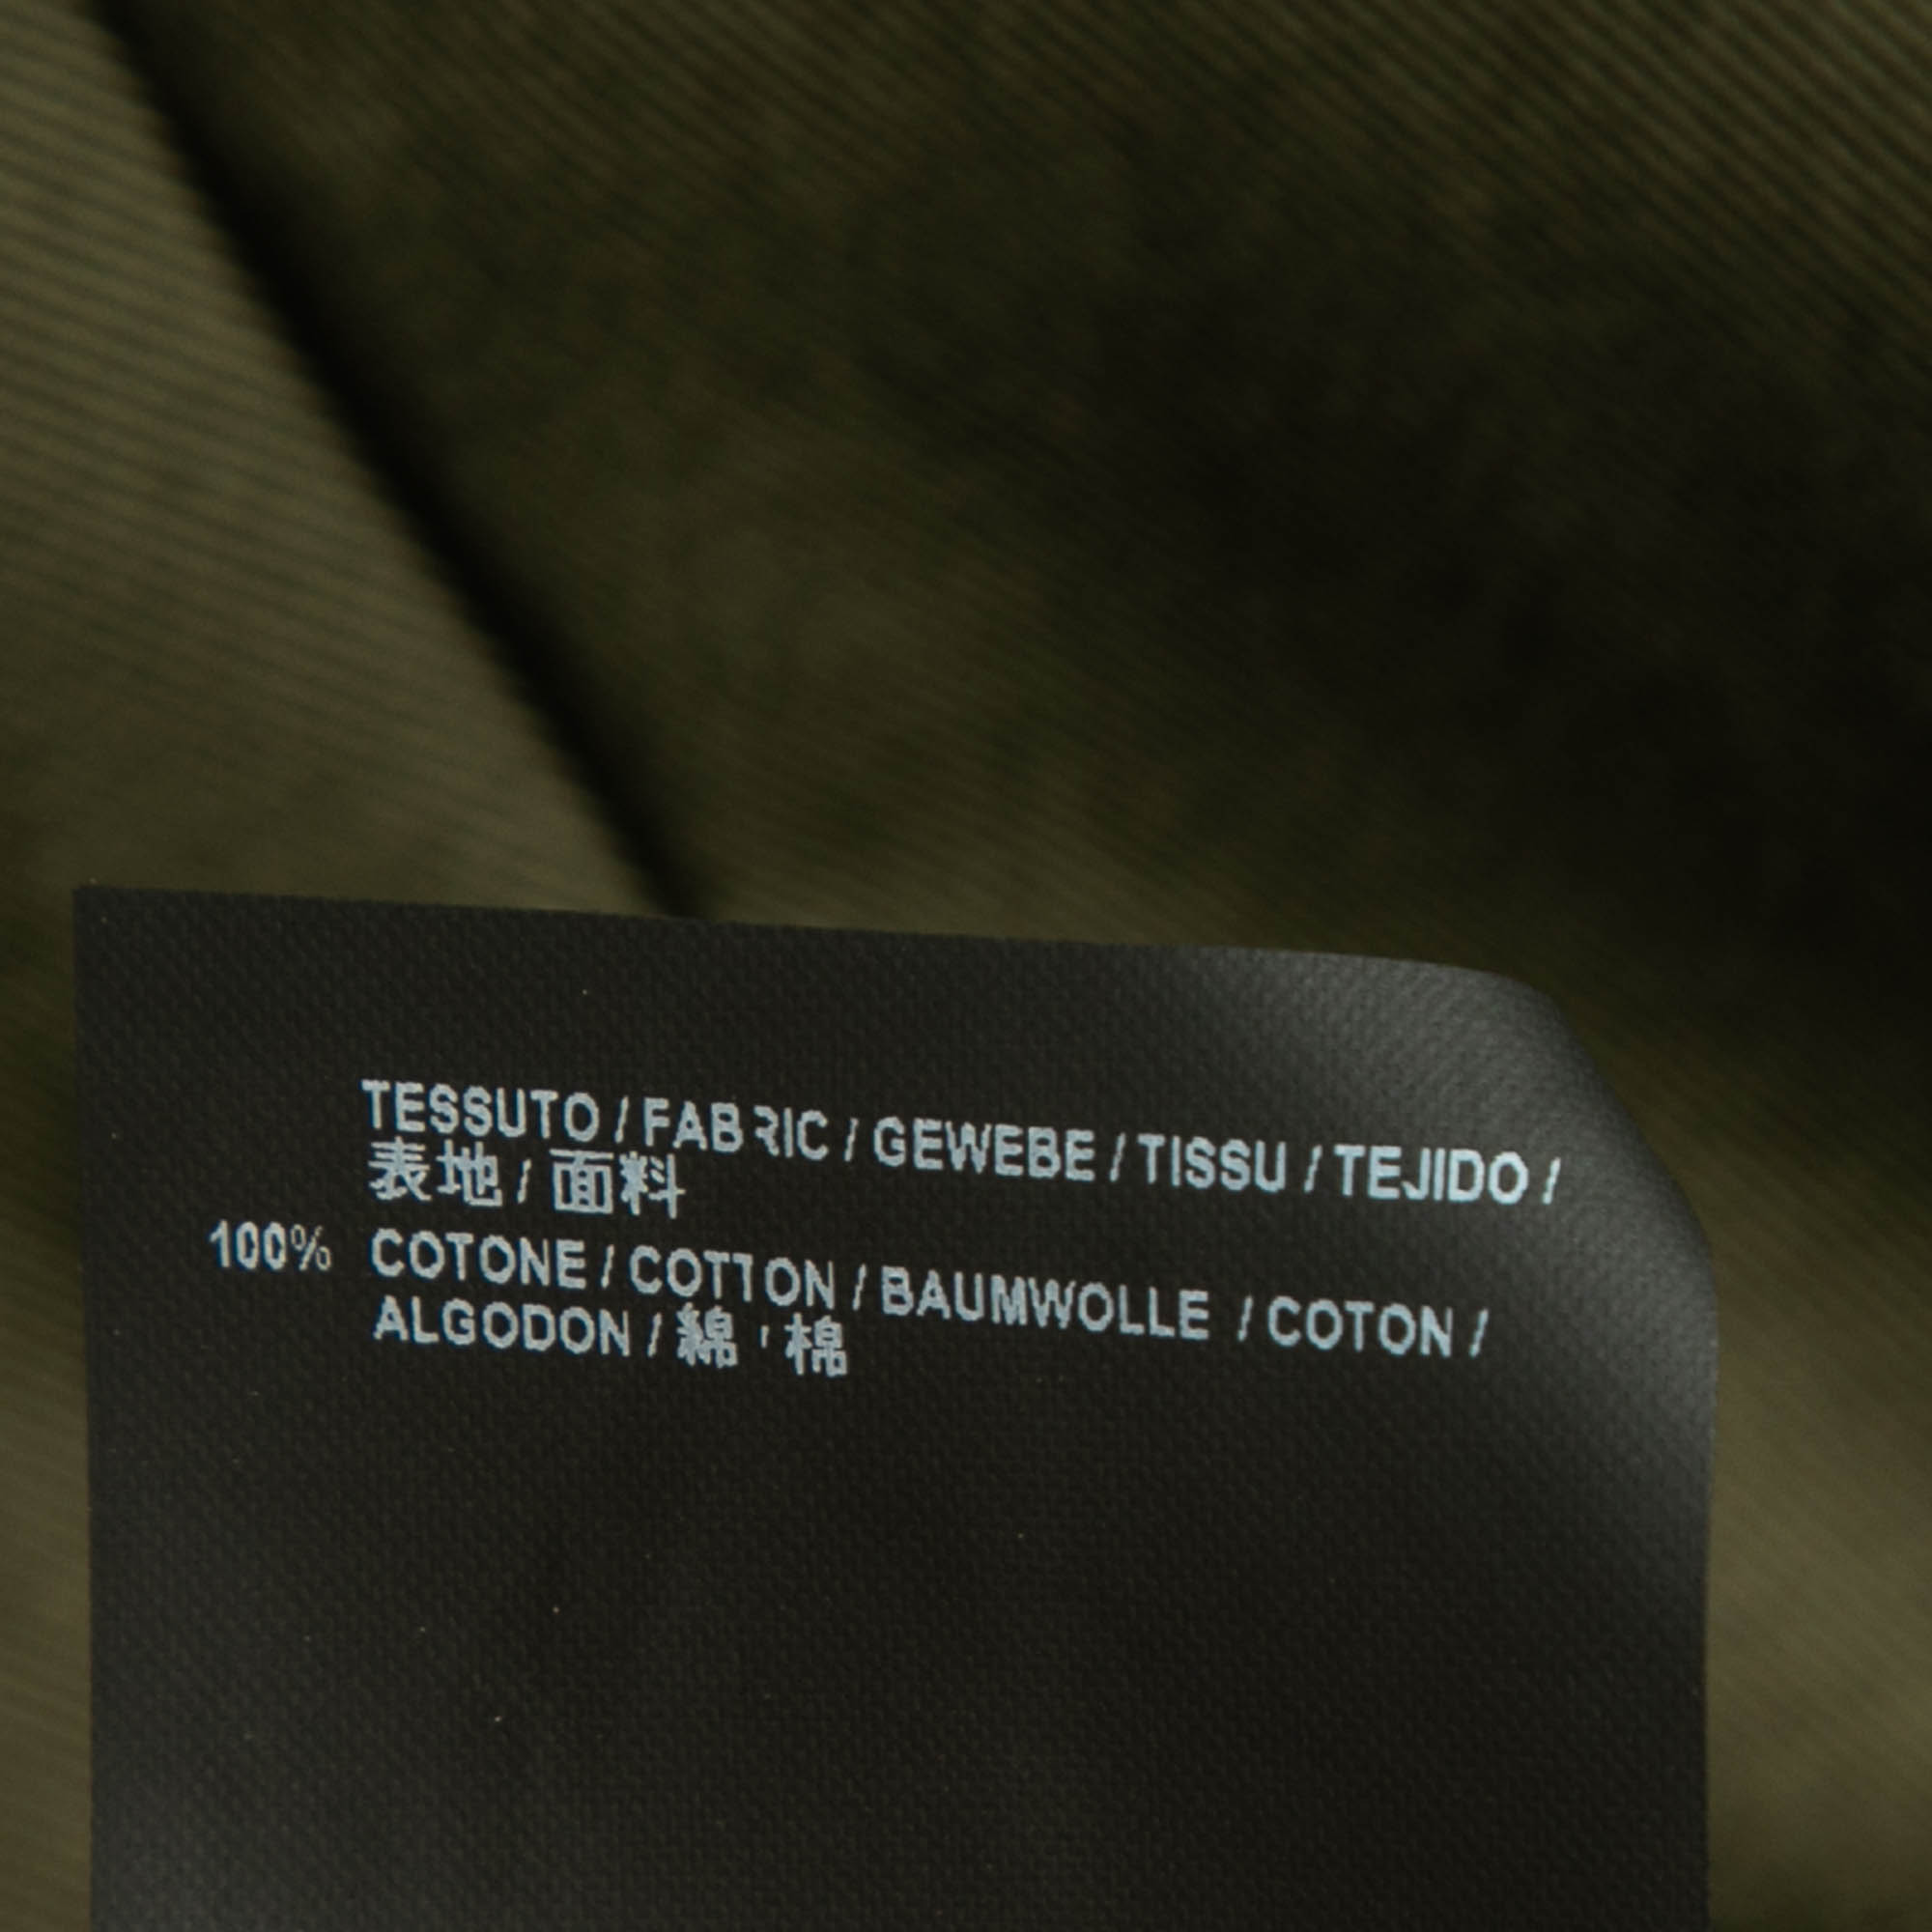 TESSUTO / FABRIC / GEWEBE / TISSU / TEJIDO /
表地 / 面料
100% COTONE / COTTON / BAUMWOLLE / COTON /
ALGODON / 綿 / 棉